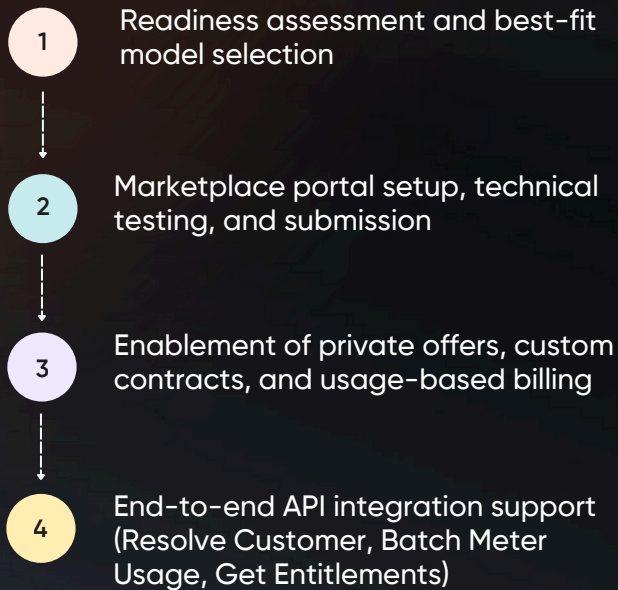 1
Readiness assessment and best-fit
model selection
2
Marketplace portal setup, technical
testing, and submission
3
Enablement of private offers, custom
contracts, and usage-based billing
4
End-to-end API integration support
(Resolve Customer, Batch Meter
Usage, Get Entitlements)